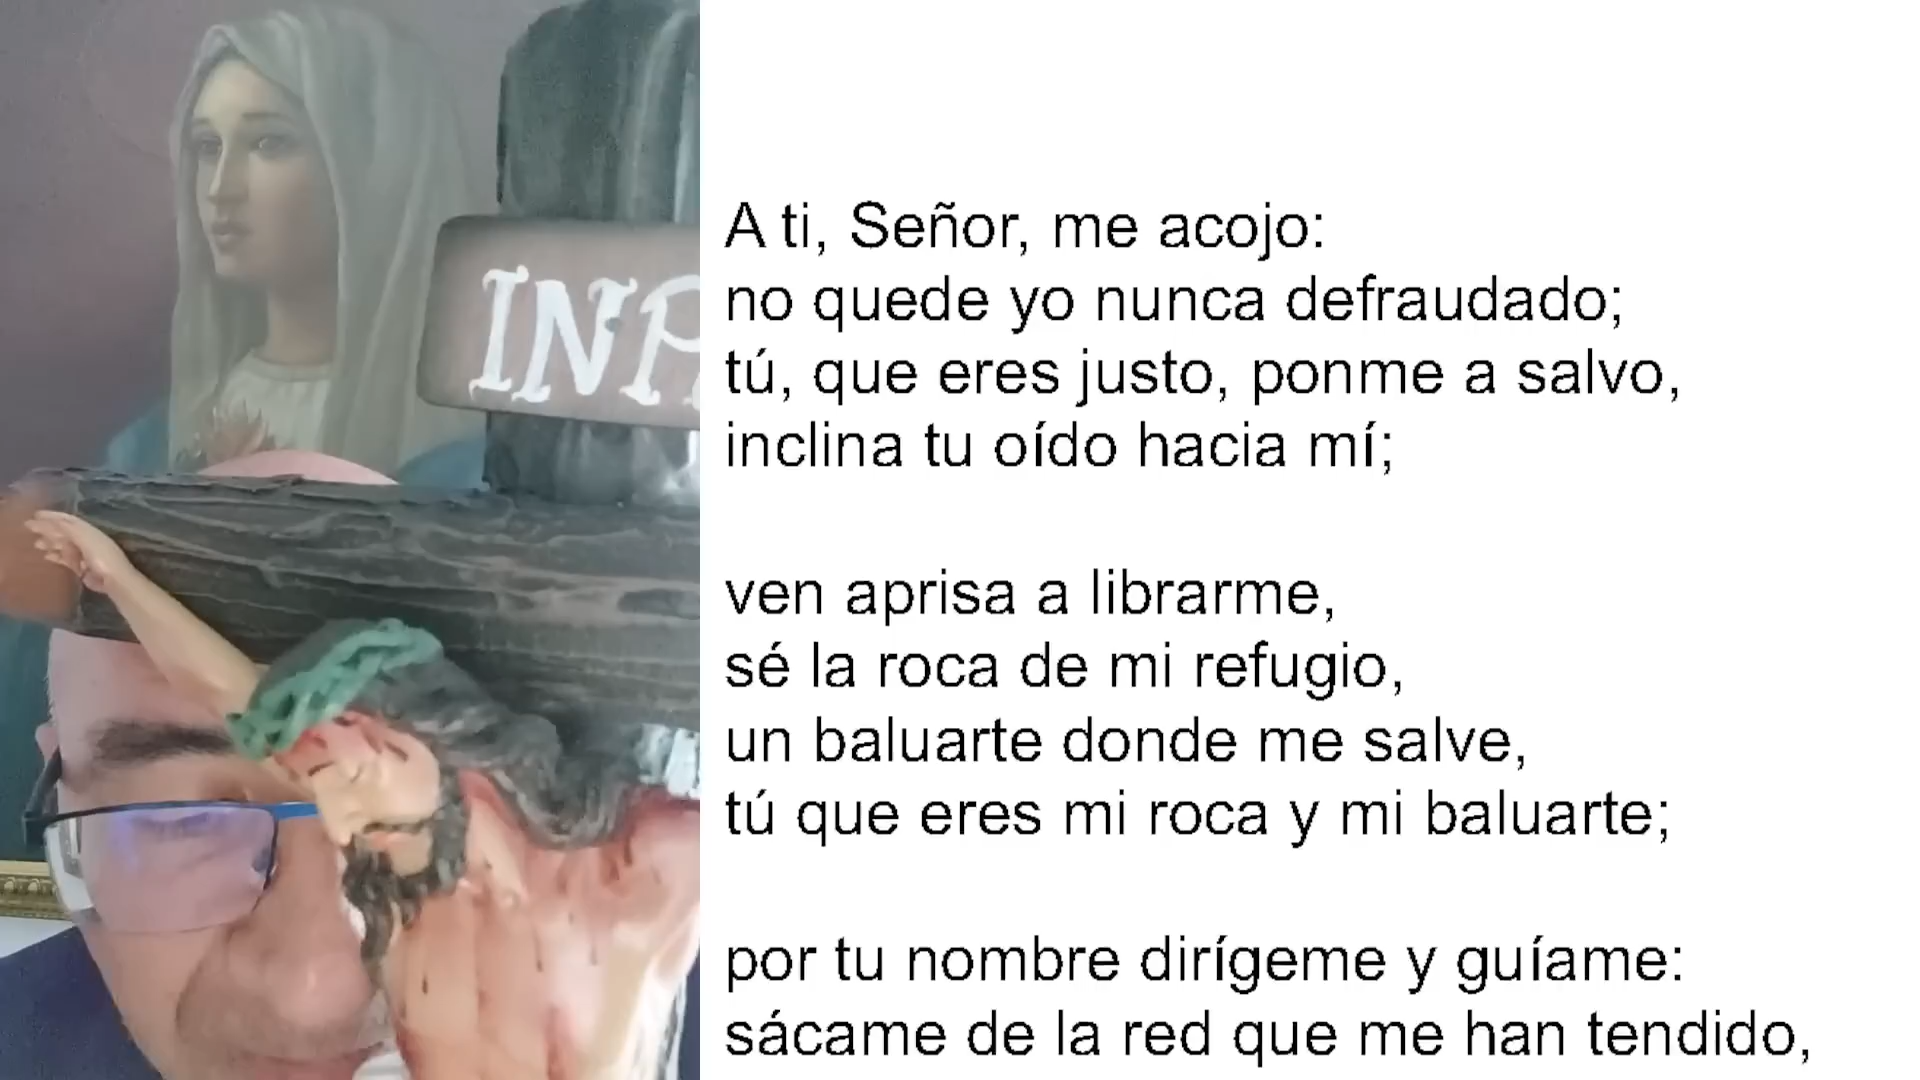 INR
A ti, Señor, me acojo:
no quede yo nunca defraudado;
tú, que eres justo, ponme a salvo,
inclina tu oído hacia mí;
ven aprisa a librarme,
sé la roca de mi refugio,
un baluarte donde me salve,
tú que eres mi roca y mi baluarte;
por tu nombre dirígeme y guíame:
sácame de la red que me han tendido,